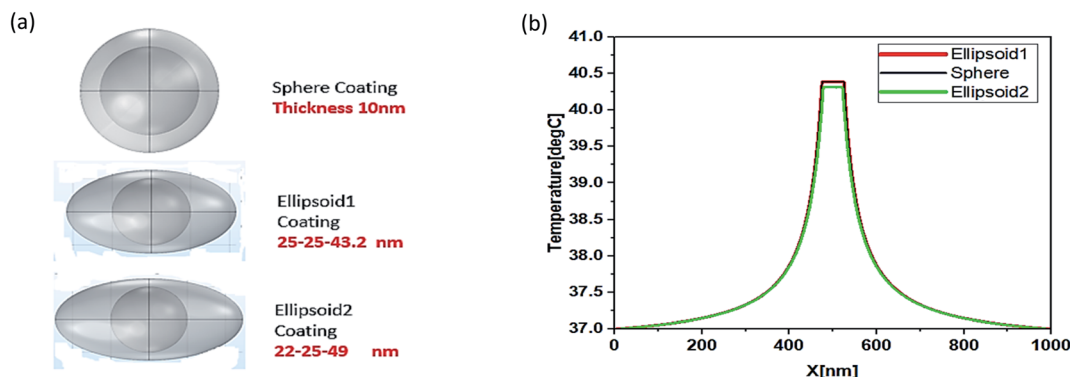 (a)
Sphere Coating
Thickness 10nm
Ellipsoid1
Coating
25-25-43.2 nm
Ellipsoid2
Coating
22-25-49 nm
(b)
41.0
40.5
40.0
39.5
39.0
38.5
38.0
37.5
37.0
Temperature[degC]
Ellipsoid1
Sphere
Ellipsoid2
0 200 400 600 800 1000
X[nm]